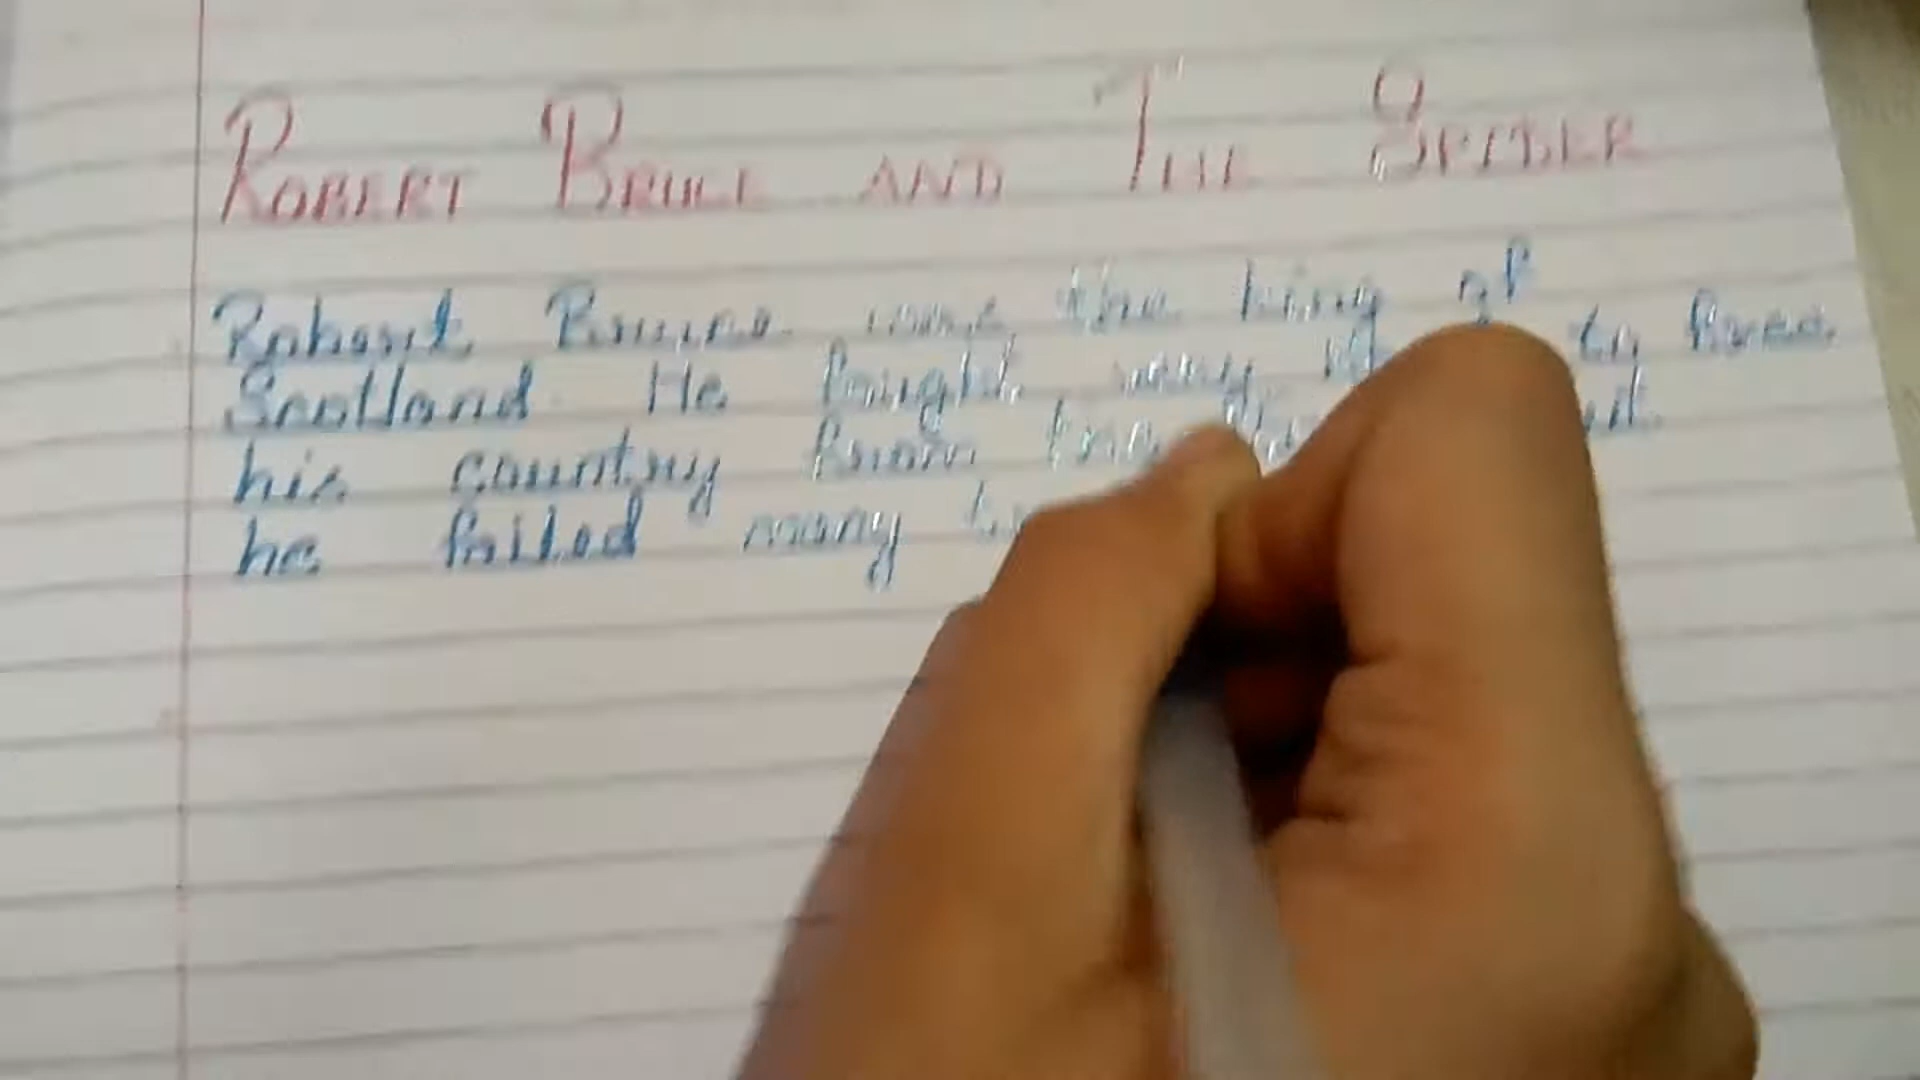 ROBERT BRUCE AND THE SPIDER
Robert Bruce was the king of
Scotland. He fought many to free
his country from
he failed many